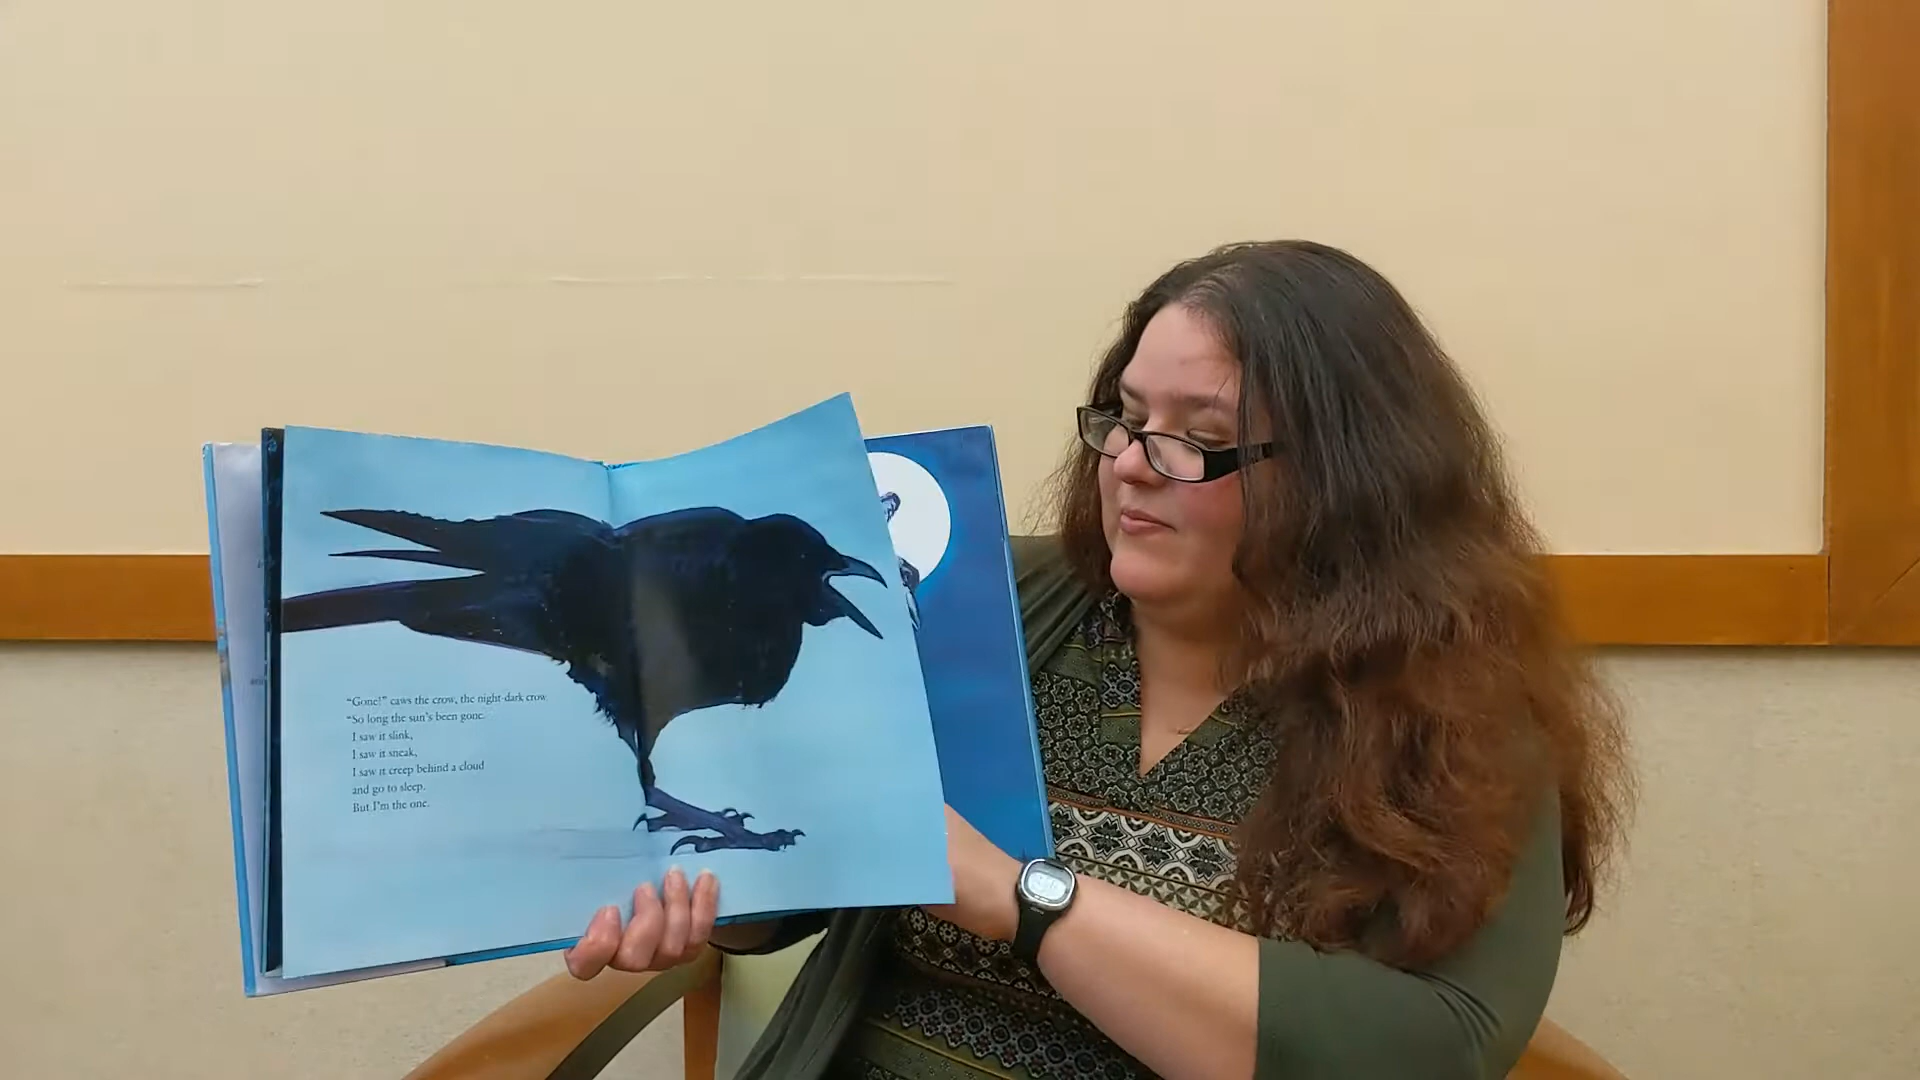 “Gone!” caws the crow, the night-dark crow.
“So long the sun’s been gone.
I saw it slink,
I saw it sneak,
I saw it creep behind a cloud
and go to sleep.
But I’m the one.